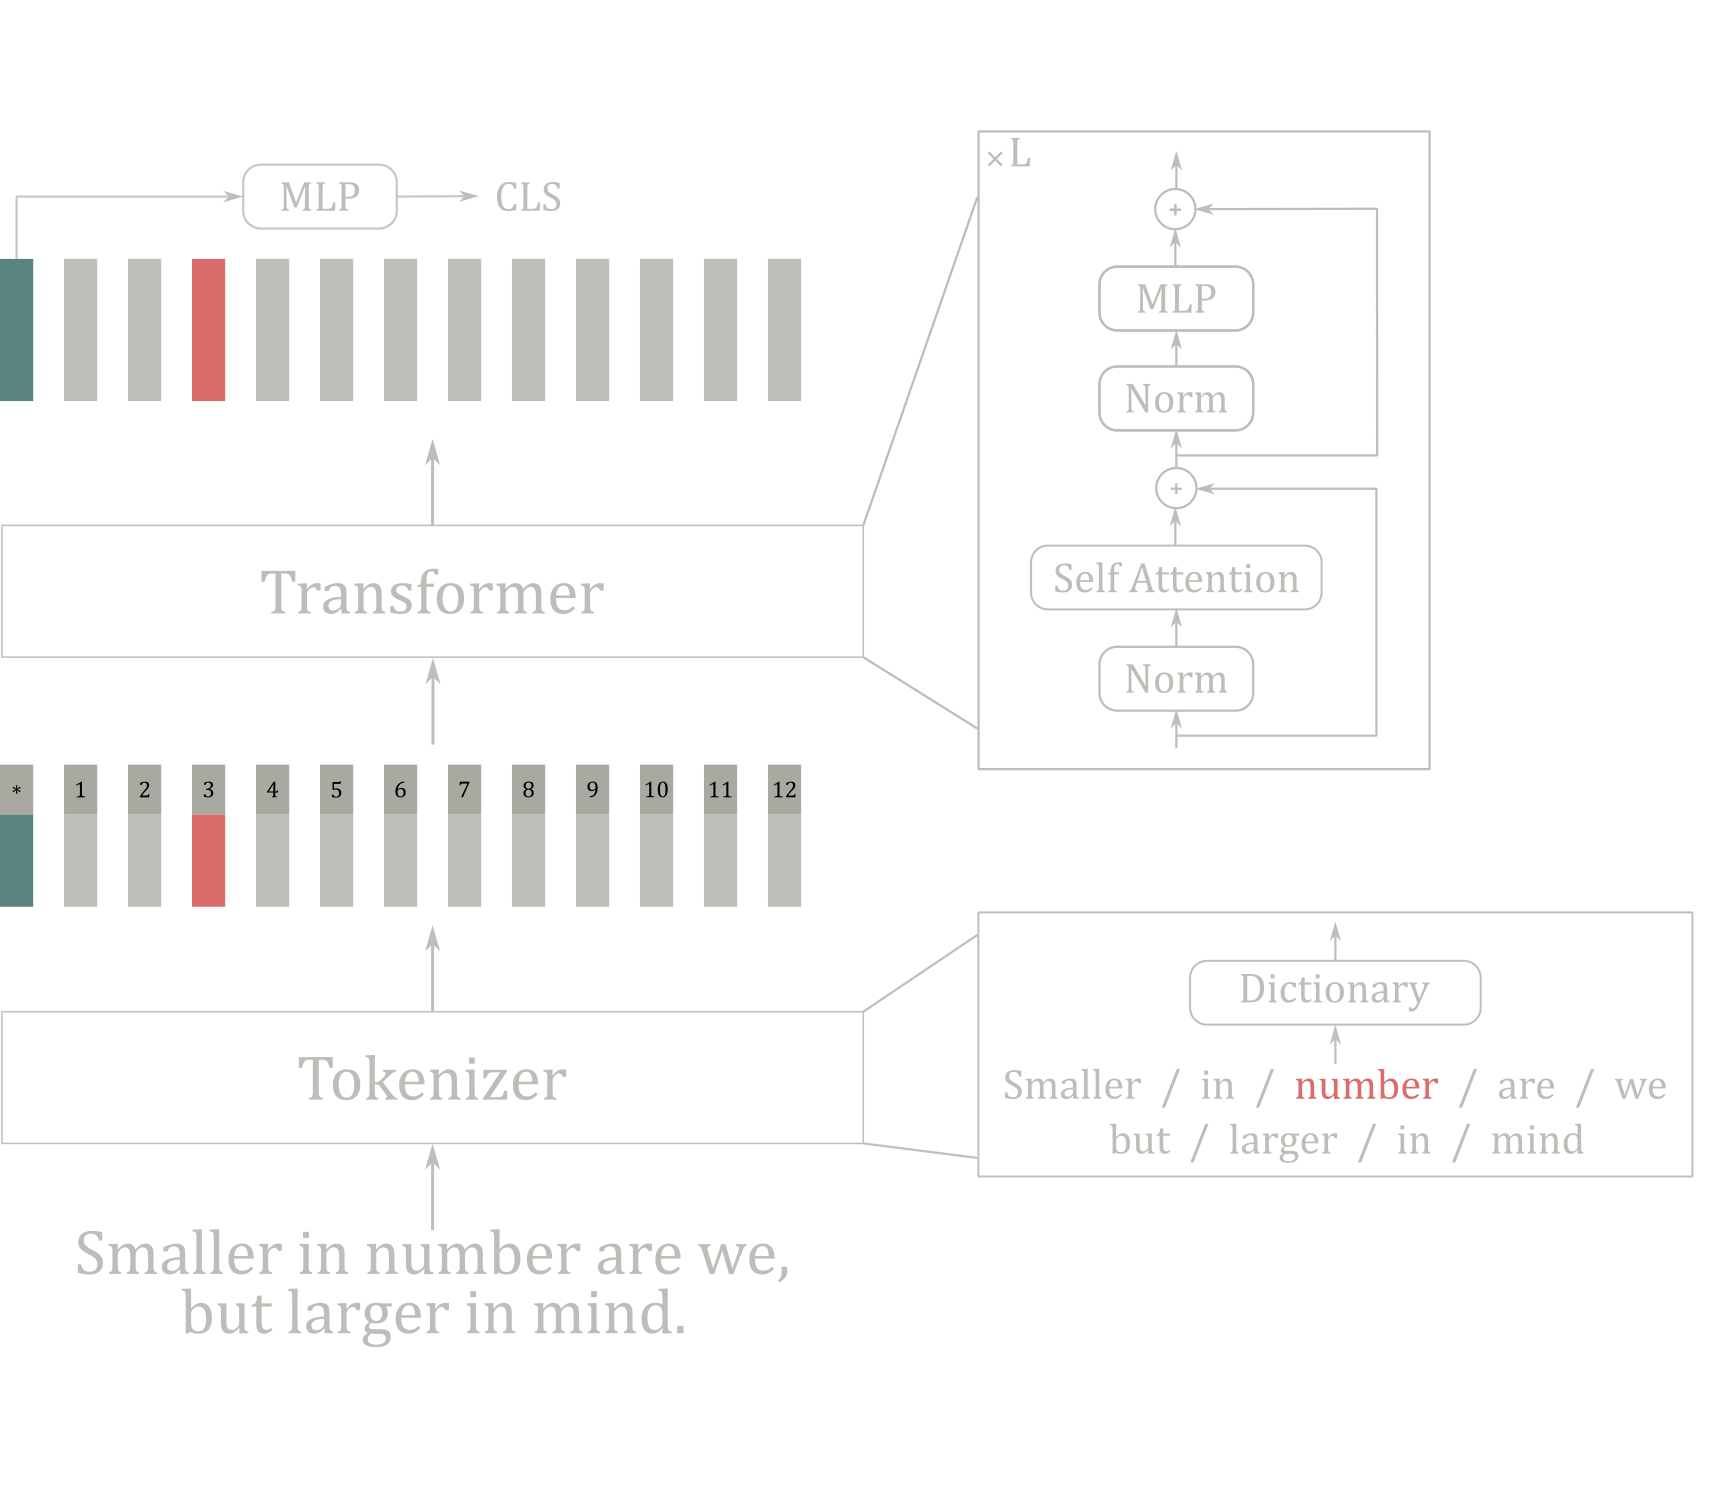 MLP
CLS
Transformer
* 1 2 3 4 5 6 7 8 9 10 11 12
Tokenizer
Smaller in number are we,
but larger in mind.
×L
+
MLP
Norm
+
Self Attention
Norm
Dictionary
Smaller / in / number / are / we
but / larger / in / mind